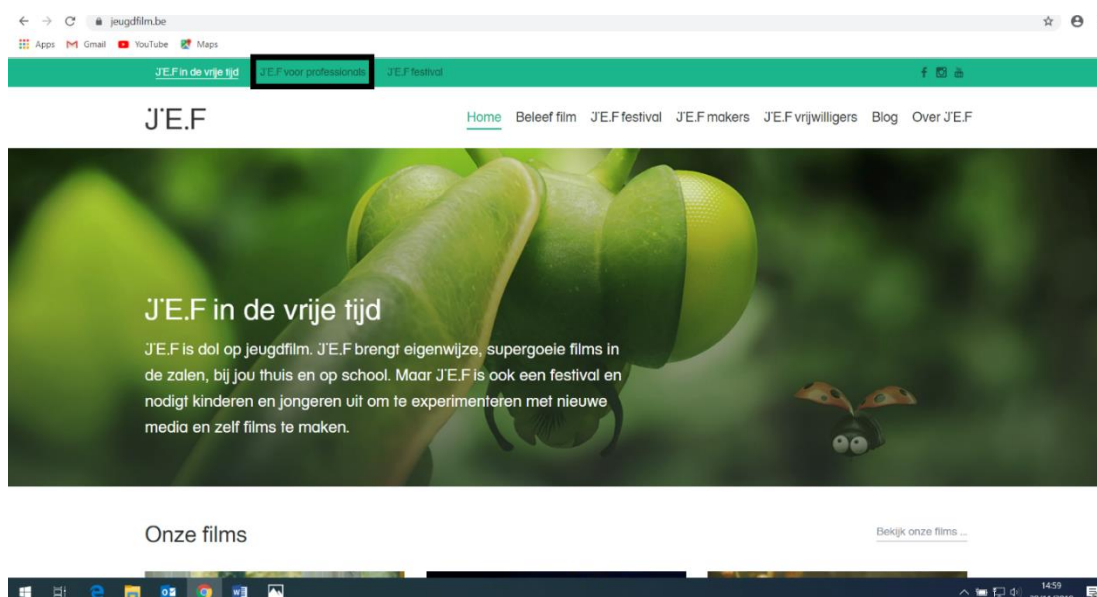 jeugdfilm.be
Apps Gmail YouTube Maps
J.E.F in de vrije tijd J.E.F voor professionals J.E.F festival
J.E.F
Home Beleef film J.E.F festival J.E.F makers J.E.F vrijwilligers Blog Over J.E.F
J.E.F in de vrije tijd
J.E.F is dol op jeugdfilm. J.E.F brengt eigenwijze, supergoeie films in
de zalen, bij jou thuis en op school. Maar J.E.F is ook een festival en
nodigt kinderen en jongeren uit om te experimenteren met nieuwe
media en zelf films te maken.
Onze films
Bekijk onze films ...
14:59